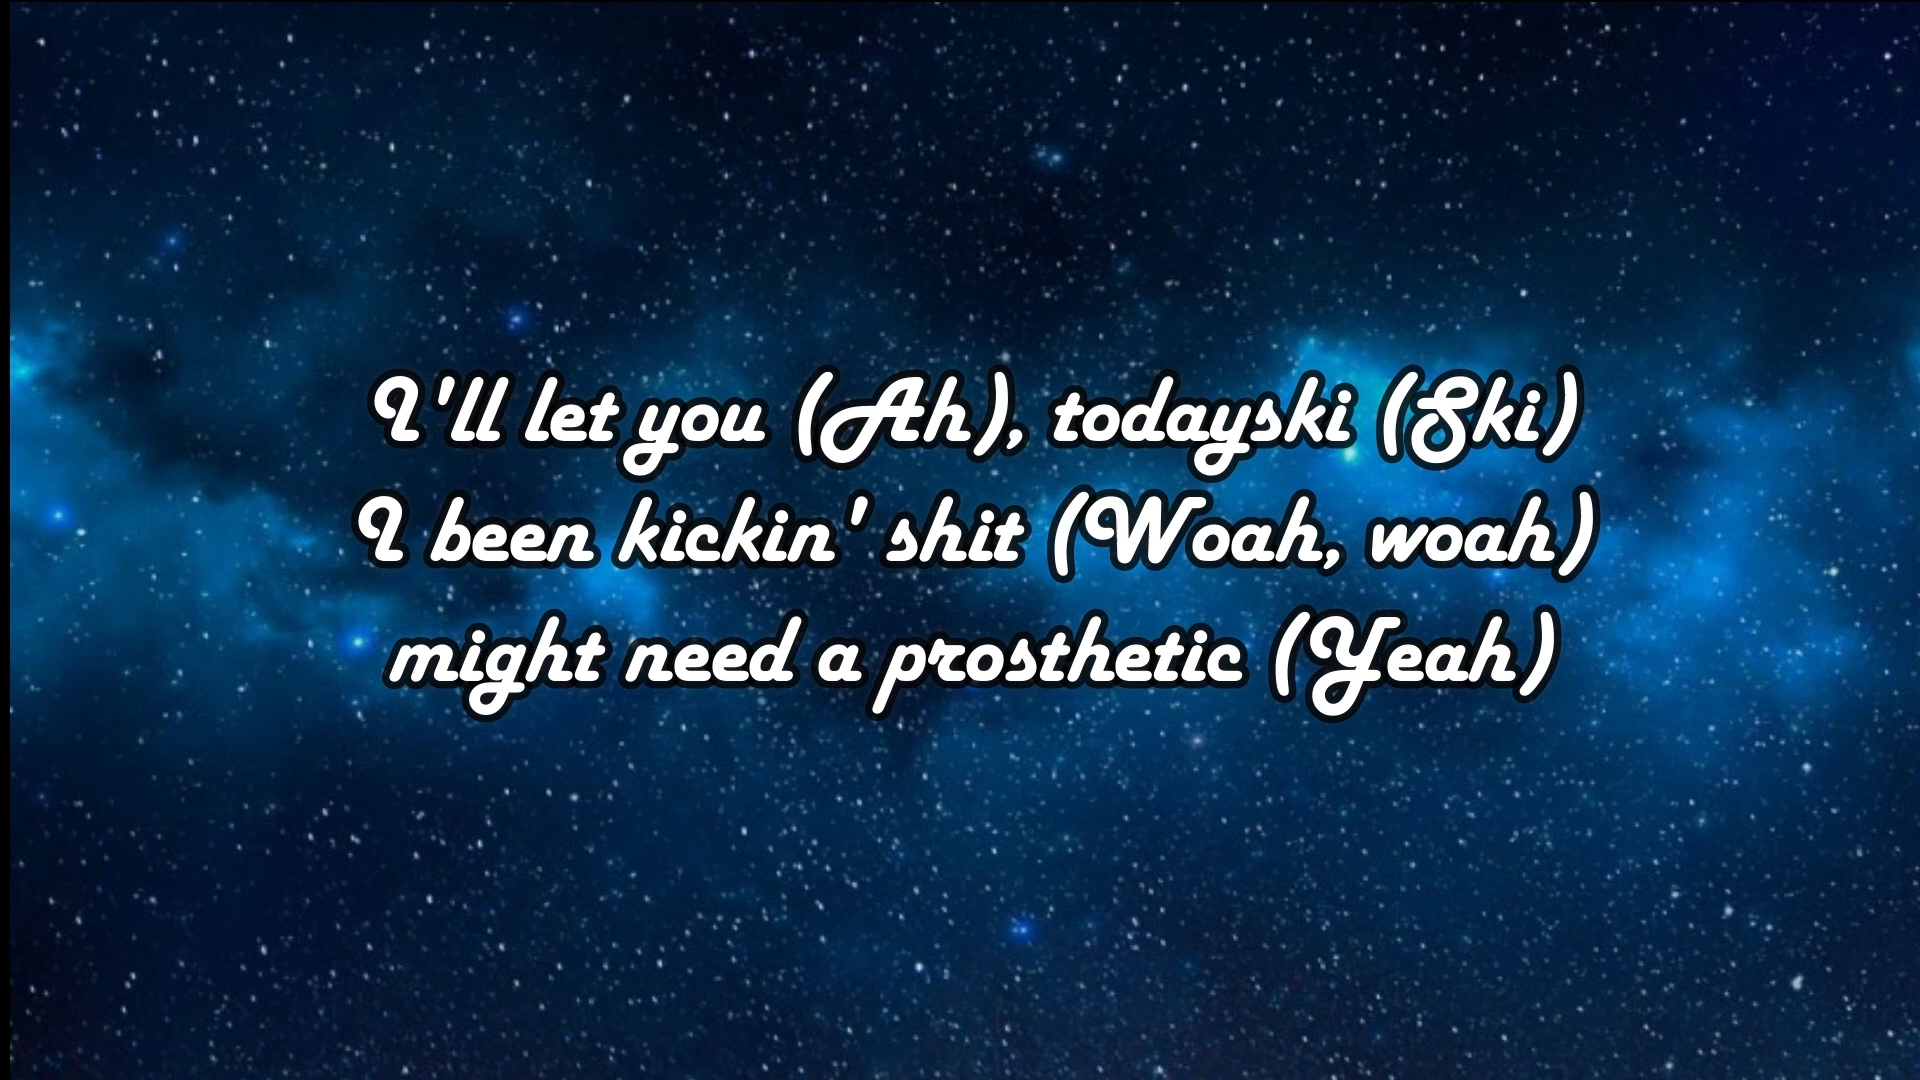 I'll let you (Ah), todayski (Ski)
I been kickin' shit (Woah, woah)
might need a prosthetic (Yeah)